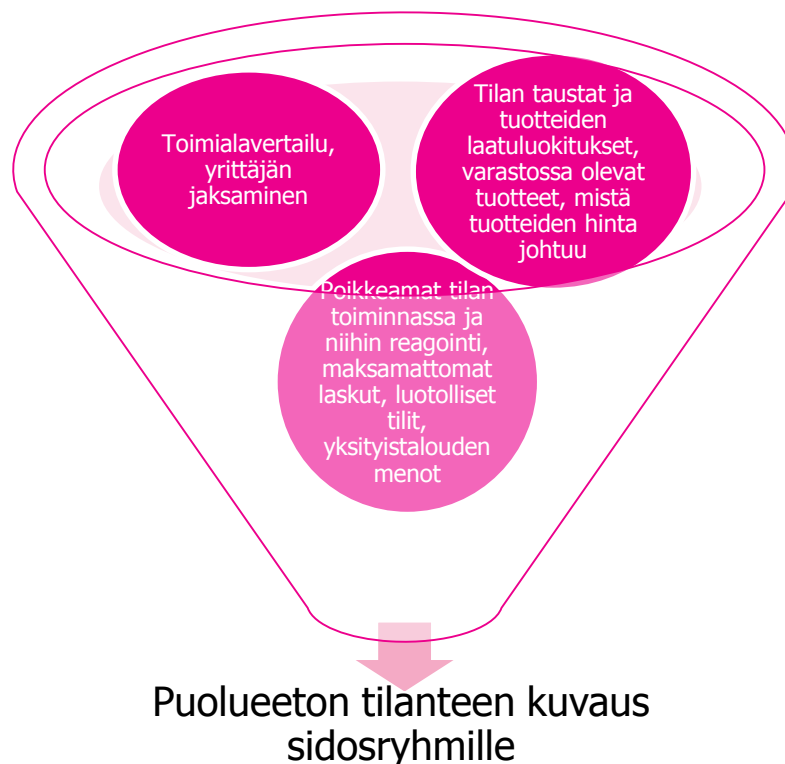 Toimialavertailu,
yrittäjän
jaksaminen
Tilan taustat ja
tuotteiden
laatuluokitukset,
varastossa olevat
tuotteet, mistä
tuotteiden hinta
johtuu
Poikkeamat tilan
toiminnassa ja
niihin reagointi,
maksamattomat
laskut, luotolliset
tilit,
yksityistalouden
menot
Puolueeton tilanteen kuvaus
sidosryhmille